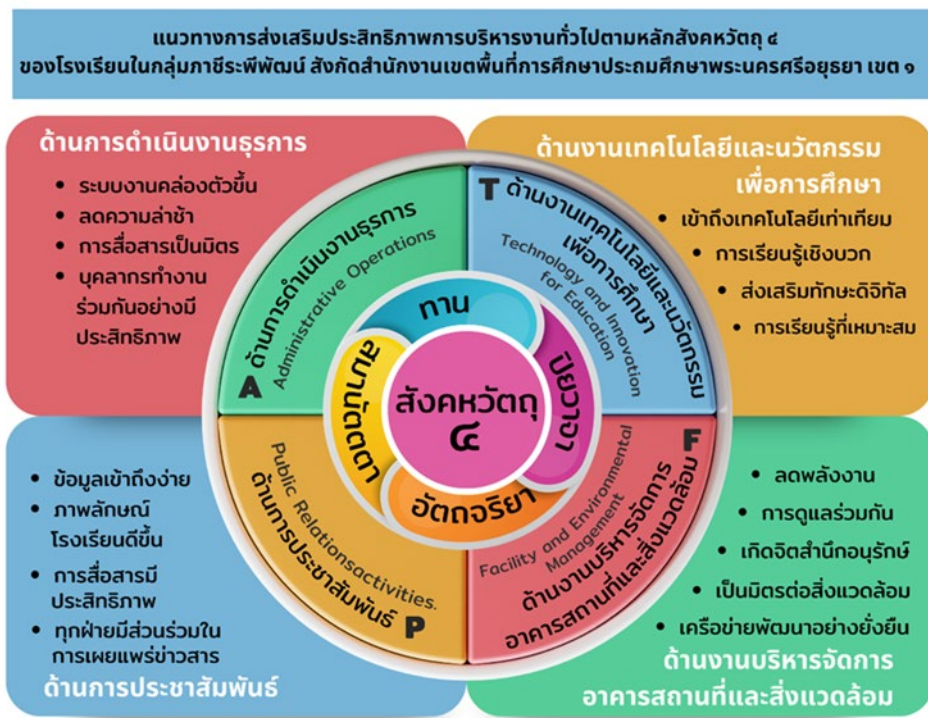 แนวทางการส่งเสริมประสิทธิภาพการบริหารงานทั่วไปตามหลักสังคหวัตถุ ๔
ของโรงเรียนในกลุ่มภาชีระพีพัฒน์ สังกัดสำนักงานเขตพื้นที่การศึกษาประถมศึกษาพระนครศรีอยุธยา เขต ๑
ด้านการดำเนินงานธุรการ
• ระบบงานคล่องตัวขึ้น
• ลดความล่าช้า
• การสื่อสารเป็นมิตร
• บุคลากรทำงาน
ร่วมกันอย่างมี
ประสิทธิภาพ
ด้านงานเทคโนโลยีและนวัตกรรม
เพื่อการศึกษา
• เข้าถึงเทคโนโลยีเท่าเทียม
• การเรียนรู้เชิงบวก
• ส่งเสริมทักษะดิจิทัล
• การเรียนรู้ที่เหมาะสม
A ด้านการดำเนินงานธุรการ
Administrative Operations
T ด้านงานเทคโนโลยีและนวัตกรรม
เพื่อการศึกษา
Technology and Innovation
for Education
ทาน
ปิยวาจา
อัตถจริยา
สมานัตตตา
สังคหวัตถุ
๔
Public Relationsactivities.
ด้านการประชาสัมพันธ์ P
Facility and Environmental
Management
ด้านงานบริหารจัดการ
อาคารสถานที่และสิ่งแวดล้อม F
• ข้อมูลเข้าถึงง่าย
• ภาพลักษณ์
โรงเรียนดีขึ้น
• การสื่อสารมี
ประสิทธิภาพ
• ทุกฝ่ายมีส่วนร่วมใน
การเผยแพร่ข่าวสาร
ด้านการประชาสัมพันธ์
• ลดพลังงาน
• การดูแลร่วมกัน
• เกิดจิตสำนึกอนุรักษ์
• เป็นมิตรต่อสิ่งแวดล้อม
• เครือข่ายพัฒนาอย่างยั่งยืน
ด้านงานบริหารจัดการ
อาคารสถานที่และสิ่งแวดล้อม